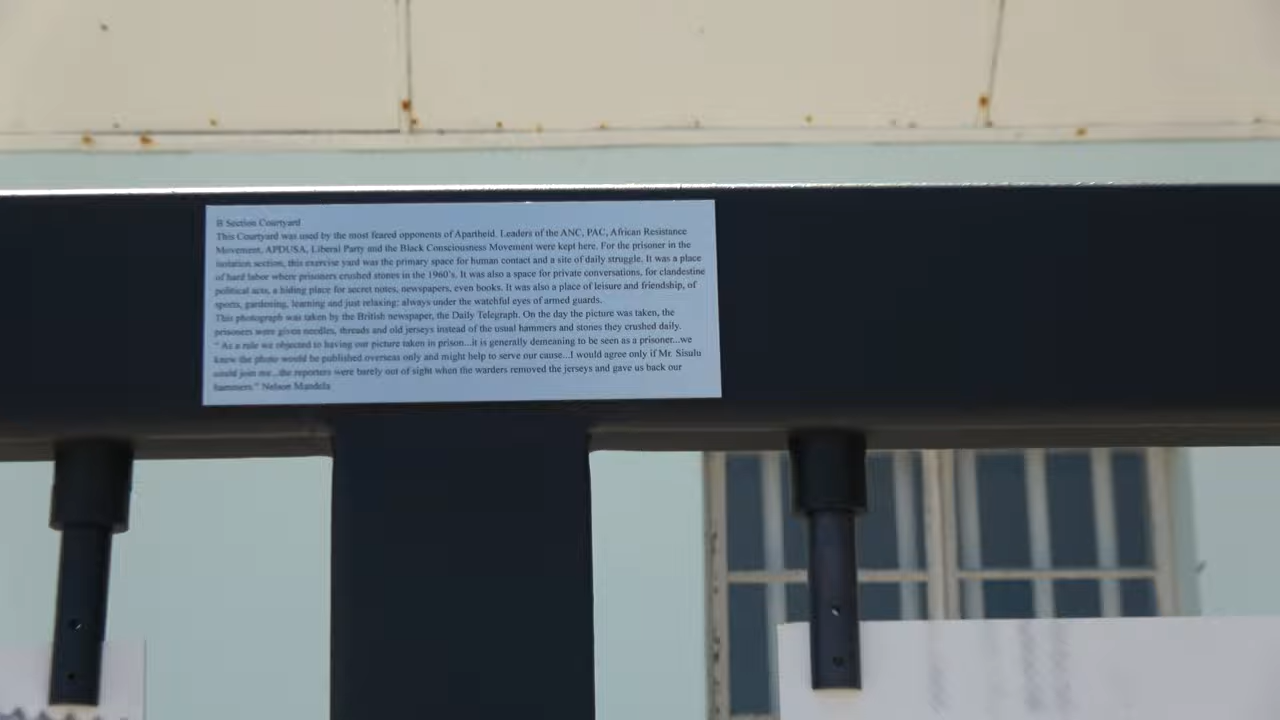 B Section Courtyard
This Courtyard was used by the most feared opponents of Apartheid. Leaders of the ANC, PAC, African Resistance
Movement, APDUSA, Liberal Party and the Black Consciousness Movement were kept here. For the prisoner in the
isolation section, this exercise yard was the primary space for human contact and a site of daily struggle. It was a place
of hard labor where prisoners crushed stones in the 1960's. It was also a space for private conversations, for clandestine
political acts, a hiding place for secret notes, newspapers, even books. It was also a place of leisure and friendship, of
sports, gardening, learning and just relaxing; always under the watchful eyes of armed guards.
This photograph was taken by the British newspaper, the Daily Telegraph. On the day the picture was taken, the
prisoners were given needles, threads and old jerseys instead of the usual hammers and stones they crushed daily.
" As a rule we objected to having our picture taken in prison...it is generally demeaning to be seen as a prisoner...we
knew the photo would be published overseas only and might help to serve our cause...I would agree only if Mr. Sisulu
would join me...the reporters were barely out of sight when the warders removed the jerseys and gave us back our
hammers." Nelson Mandela